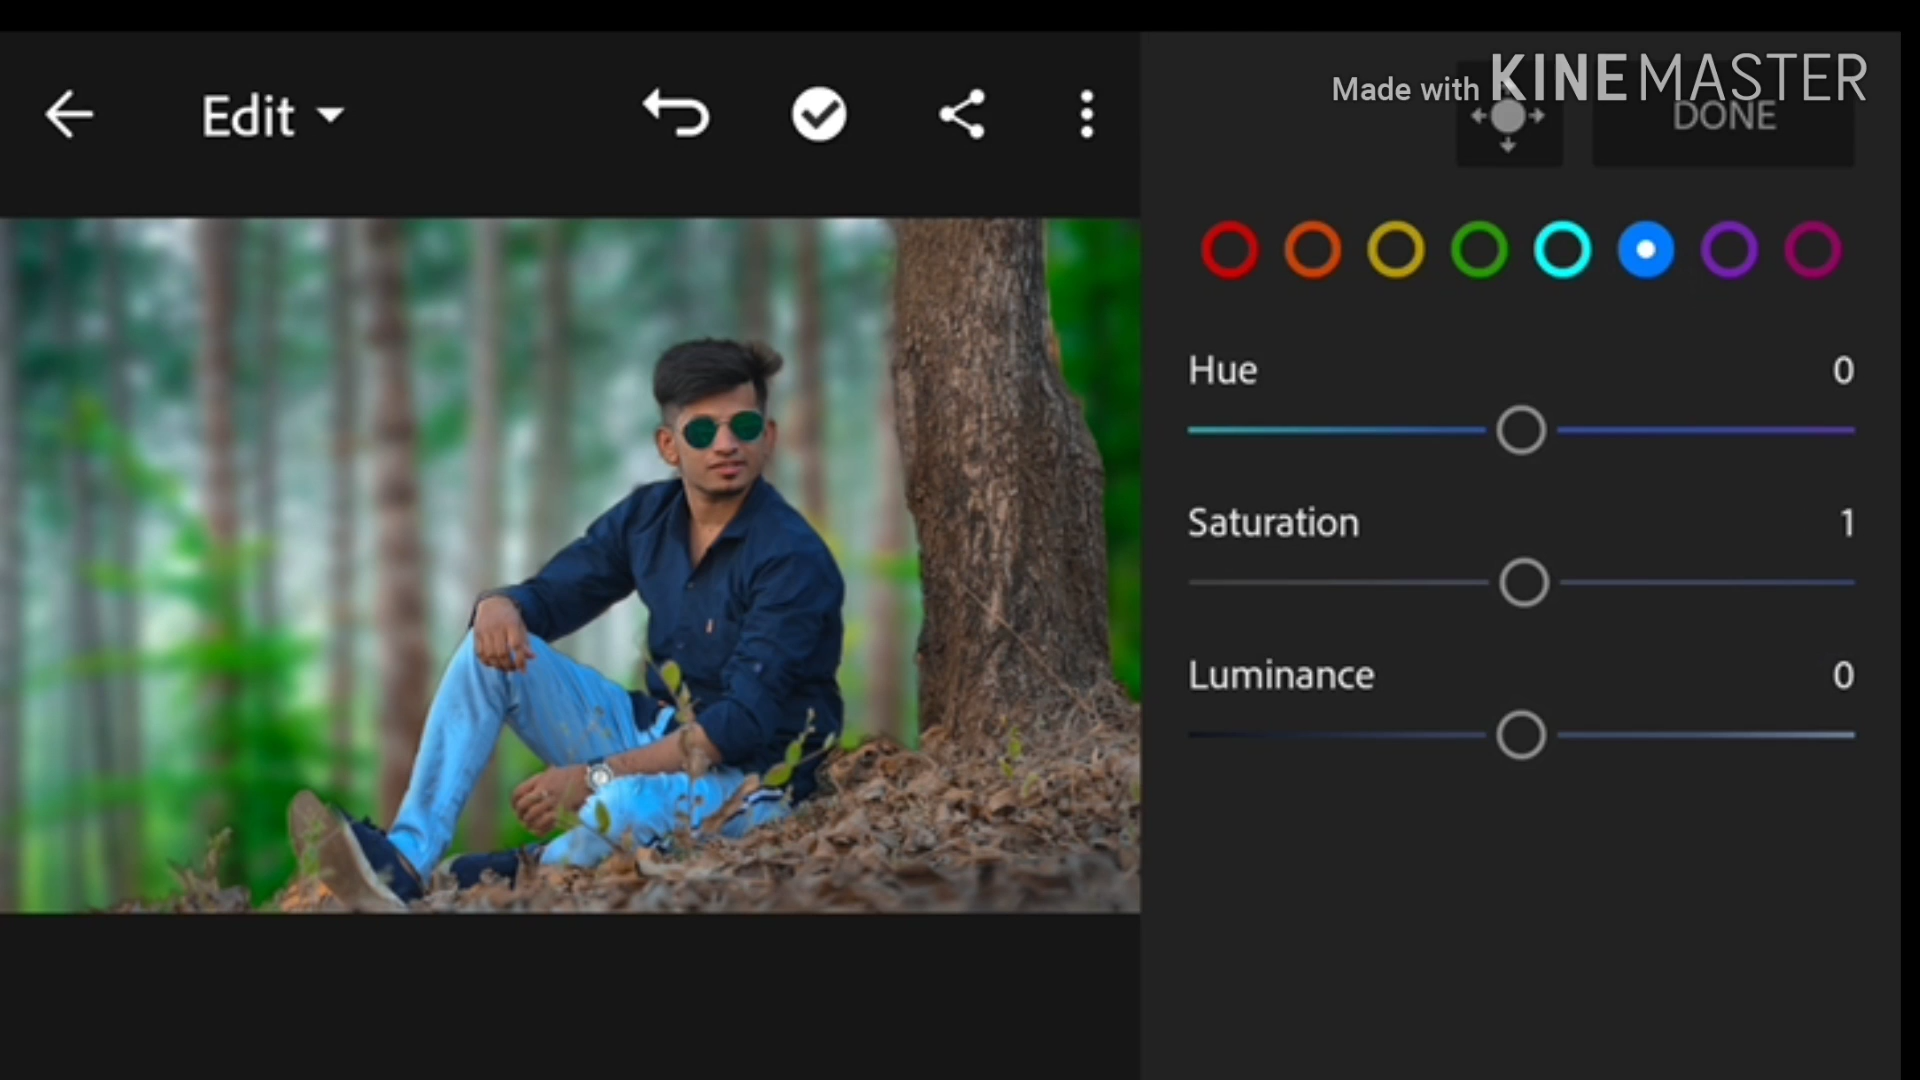 Made with KINEMASTER
Edit
DONE
Hue 0
Saturation 1
Luminance 0